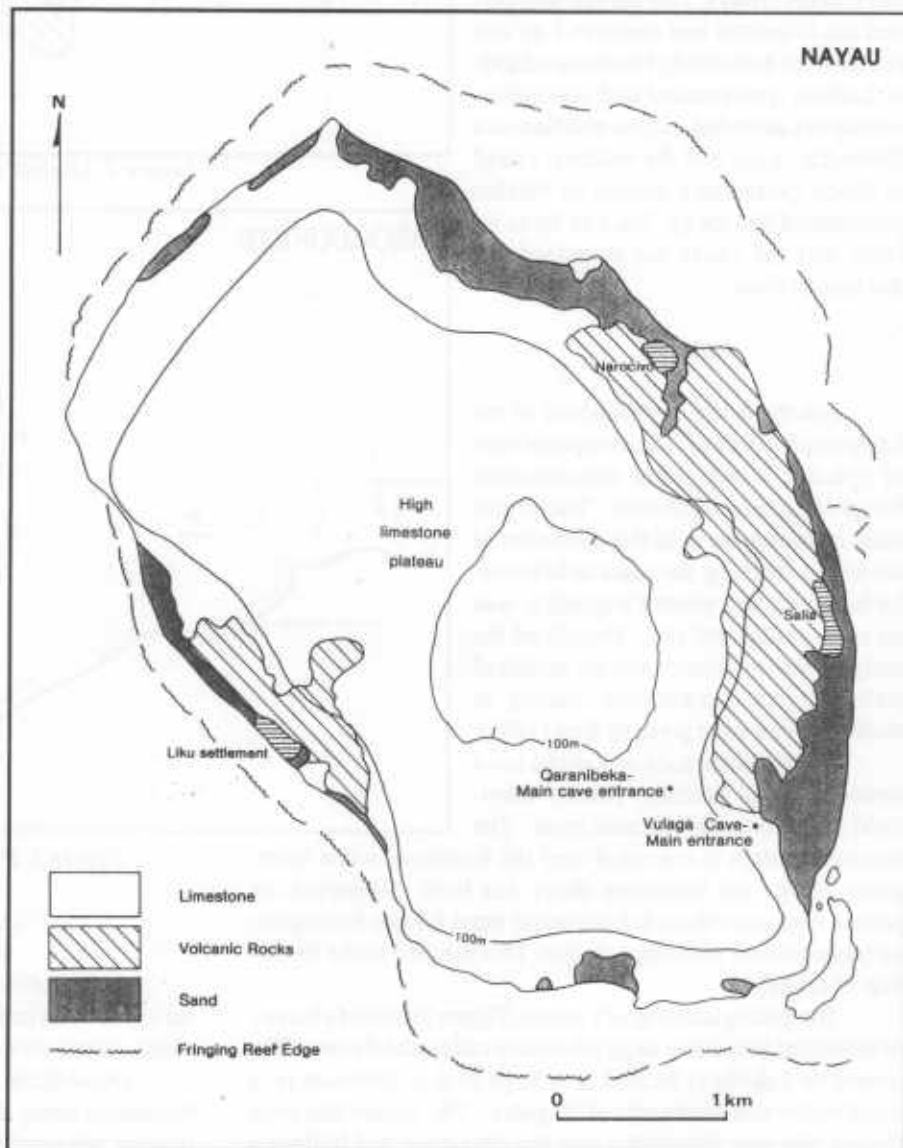 NAYAU
N
Narocivo
High
limestone
plateau
Salia
100m
Liku settlement
Qaranibeka-
Main cave entrance
Vulaga Cave-
Main entrance
100m
Limestone
Volcanic Rocks
Sand
Fringing Reef Edge
0 1 km